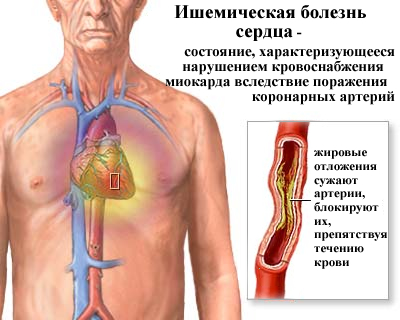 Ишемическая болезнь
сердца -
состояние, характеризующееся
нарушением кровоснабжения
миокарда вследствие поражения
коронарных артерий
жировые
отложения
сужают
артерии,
блокируют
их,
препятствуя
течению
крови